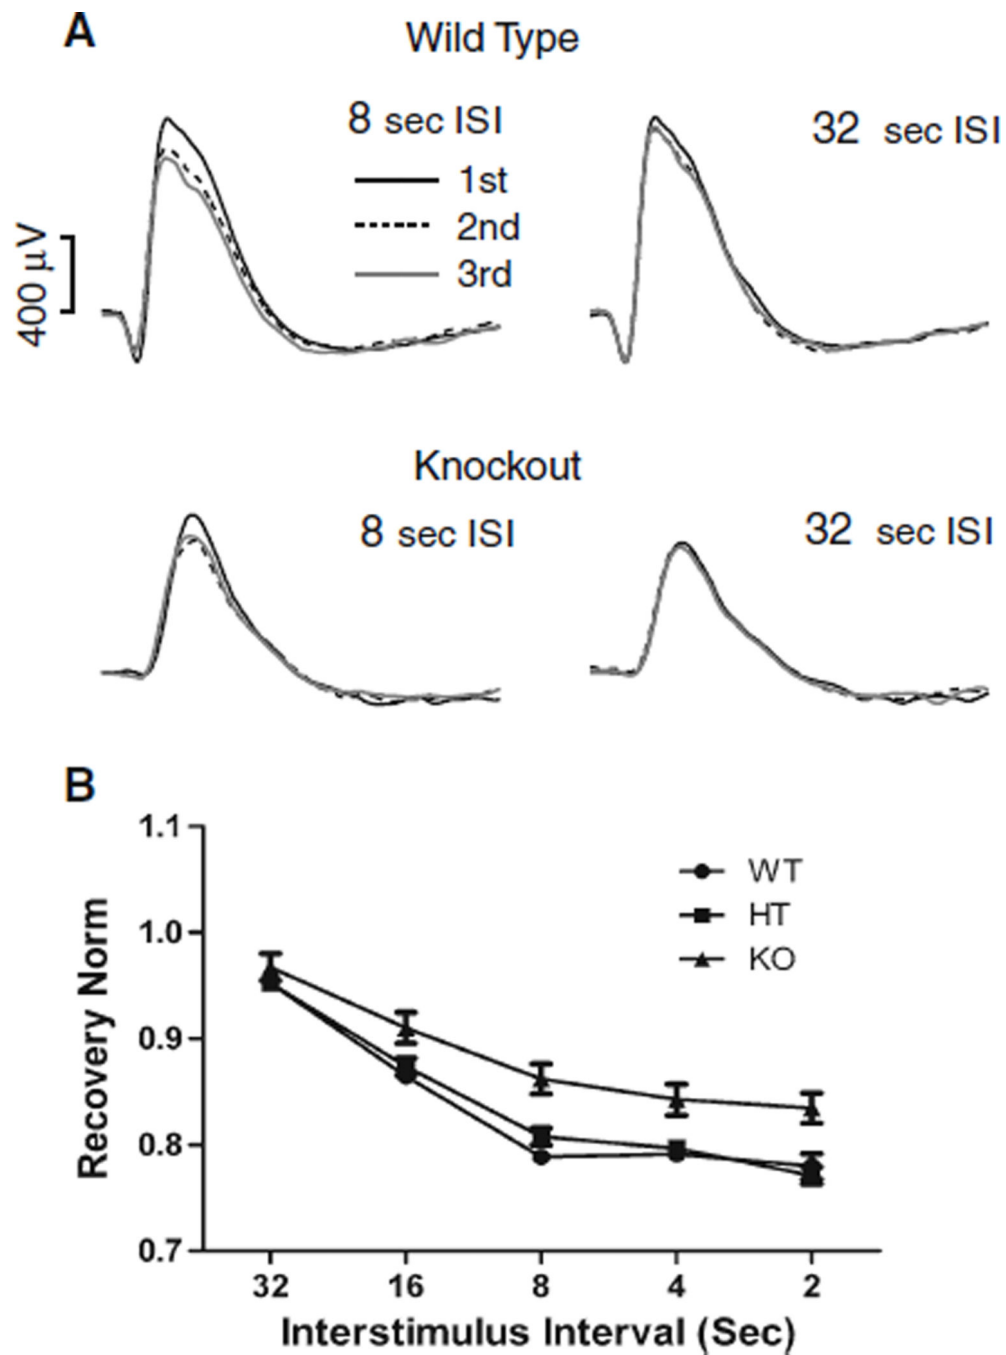 A
Wild Type
8 sec ISI
32 sec ISI
1st
2nd
3rd
400 µV
Knockout
8 sec ISI
32 sec ISI
B
1.1
1.0
0.9
0.8
0.7
Recovery Norm
WT
HT
KO
32 16 8 4 2
Interstimulus Interval (Sec)